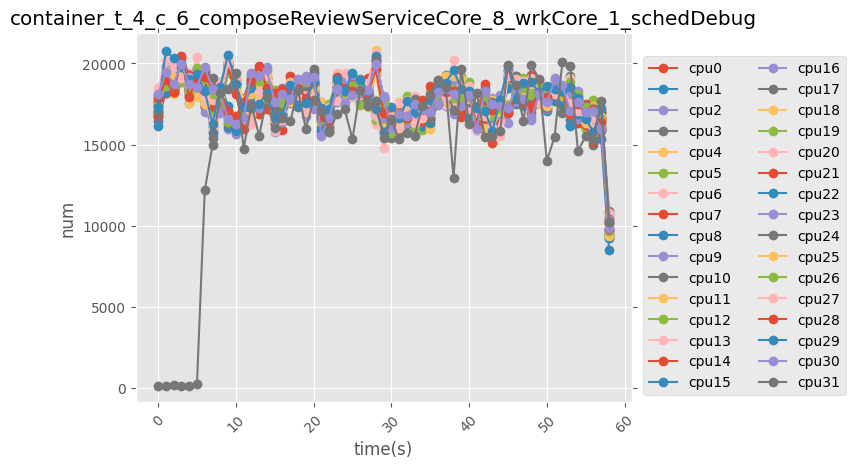 container_t_4_c_6_composeReviewServiceCore_8_wrkCore_1_schedDebug
num
20000
15000
10000
5000
0
0
10
20
30
40
50
60
time(s)
cpu0
cpu1
cpu2
cpu3
cpu4
cpu5
cpu6
cpu7
cpu8
cpu9
cpu10
cpu11
cpu12
cpu13
cpu14
cpu15
cpu16
cpu17
cpu18
cpu19
cpu20
cpu21
cpu22
cpu23
cpu24
cpu25
cpu26
cpu27
cpu28
cpu29
cpu30
cpu31